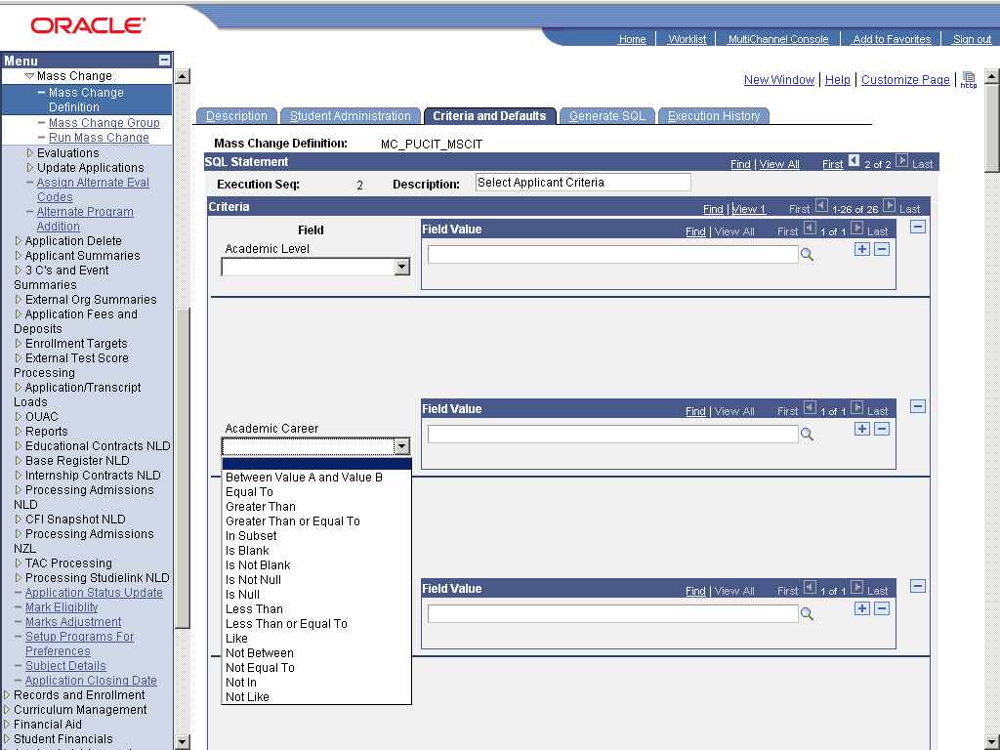 ORACLE®
Home
Worklist
MultiChannel Console
Add to Favorites
Sign out
Menu
Mass Change
Mass Change
Definition
Mass Change Group
Run Mass Change
Evaluations
Update Applications
Assign Alternate Eval
Codes
Alternate Program
Addition
Application Delete
Applicant Summaries
3 C's and Event
Summaries
External Org Summaries
Application Fees and
Deposits
Enrollment Targets
External Test Score
Processing
Application/Transcript
Loads
OUAC
Reports
Educational Contracts NLD
Base Register NLD
Internship Contracts NLD
Processing Admissions
NLD
CFI Snapshot NLD
Processing Admissions
NZL
TAC Processing
Processing Studielink NLD
Application Status Update
Mark Eligiblity
Marks Adjustment
Setup Programs For
Preferences
Subject Details
Application Closing Date
Records and Enrollment
Curriculum Management
Financial Aid
Student Financials
New Window | Help | Customize Page | http
Description
Student Administration
Criteria and Defaults
Generate SQL
Execution History
Mass Change Definition: MC_PUCIT_MSCIT
SQL Statement Find | View All First 2 of 2 Last
Execution Seq: 2 Description: Select Applicant Criteria
Criteria Find | View 1 First 1-26 of 26 Last
Field
Field Value Find | View All First 1 of 1 Last
Academic Level
Field Value Find | View All First 1 of 1 Last
Academic Career
Between Value A and Value B
Equal To
Greater Than
Greater Than or Equal To
In Subset
Is Blank
Is Not Blank
Is Not Null
Is Null
Less Than
Less Than or Equal To
Like
Not Between
Not Equal To
Not In
Not Like
Field Value Find | View All First 1 of 1 Last